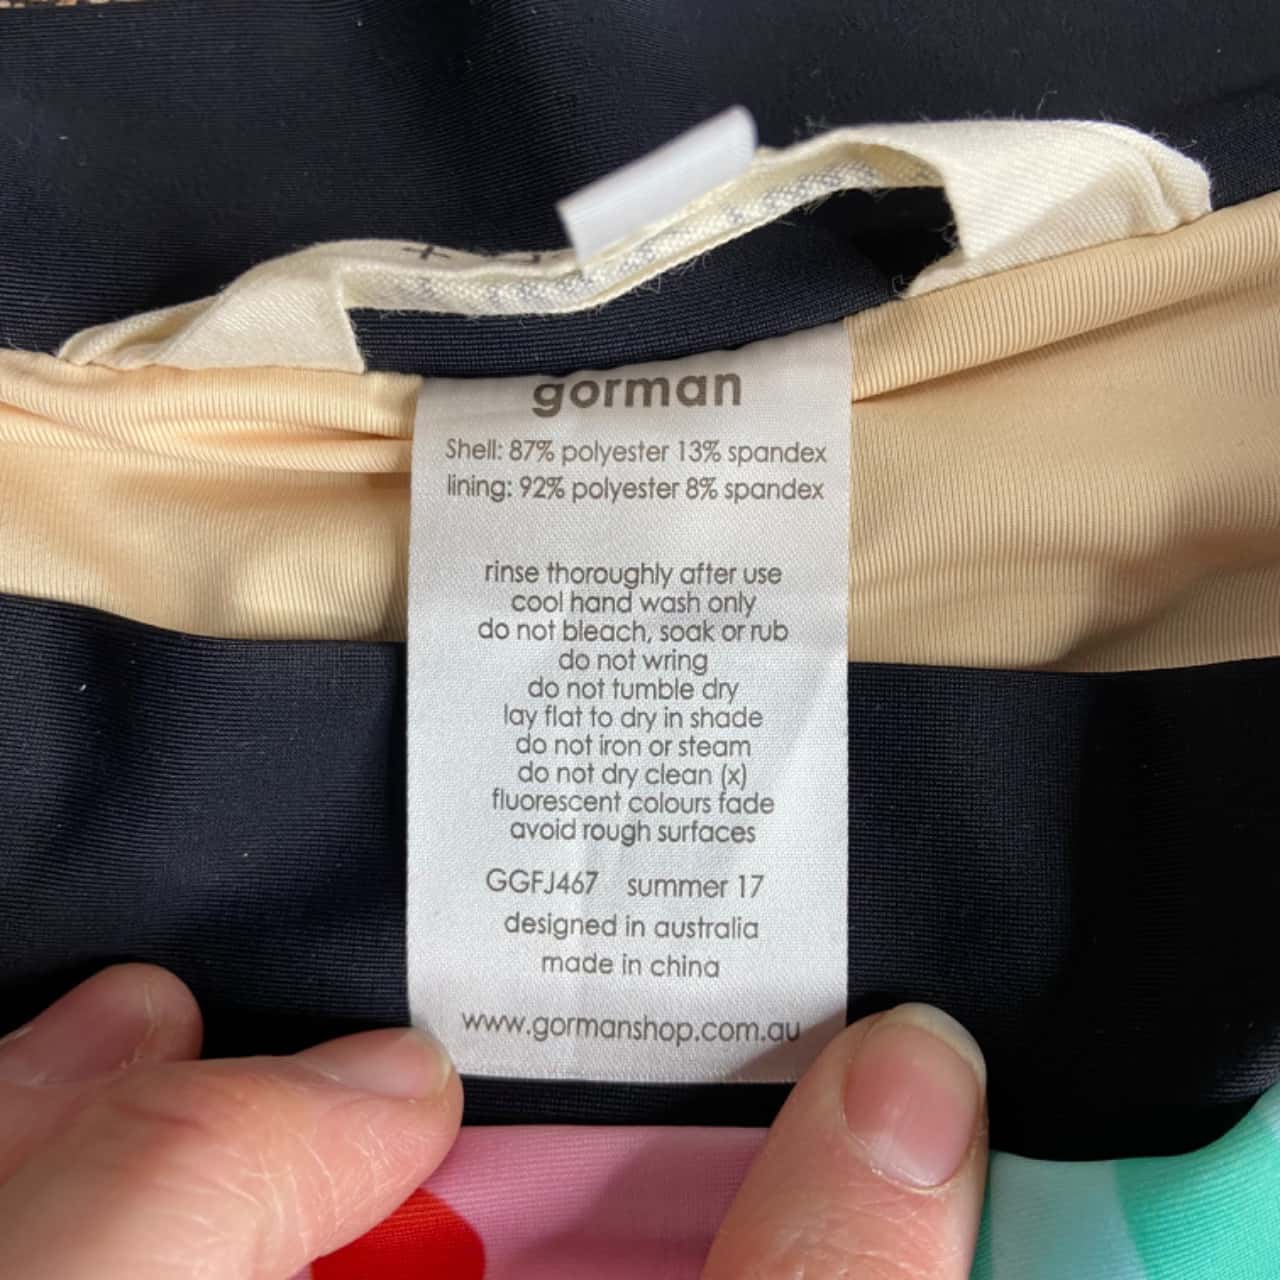 gorman
Shell: 87% polyester 13% spandex
lining: 92% polyester 8% spandex
rinse thoroughly after use
cool hand wash only
do not bleach, soak or rub
do not wring
do not tumble dry
lay flat to dry in shade
do not iron or steam
do not dry clean (x)
fluorescent colours fade
avoid rough surfaces
GGFJ467 summer 17
designed in australia
made in china
www.gormanshop.com.au